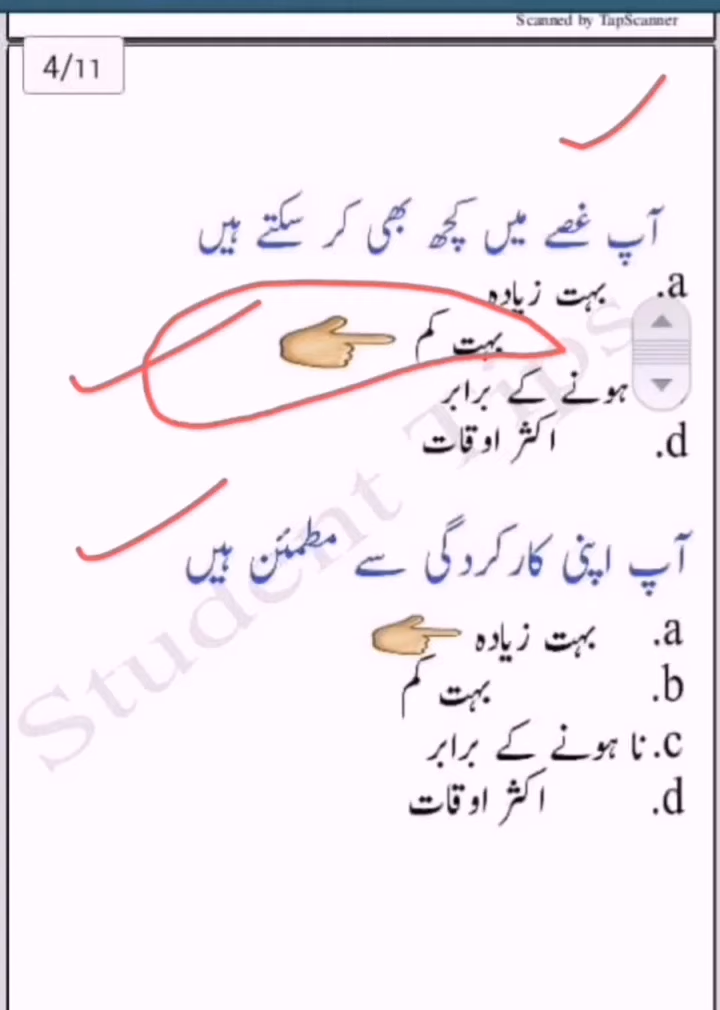 Scanned by TapScanner
4/11
آپ غصے میں کچھ بھی کر سکتے ہیں
a. بہت زیادہ
بہت کم
ہونے کے برابر
d. اکثر اوقات
آپ اپنی کارکردگی سے مطمئن ہیں
a. بہت زیادہ
b. بہت کم
c. نا ہونے کے برابر
d. اکثر اوقات
Student Tips